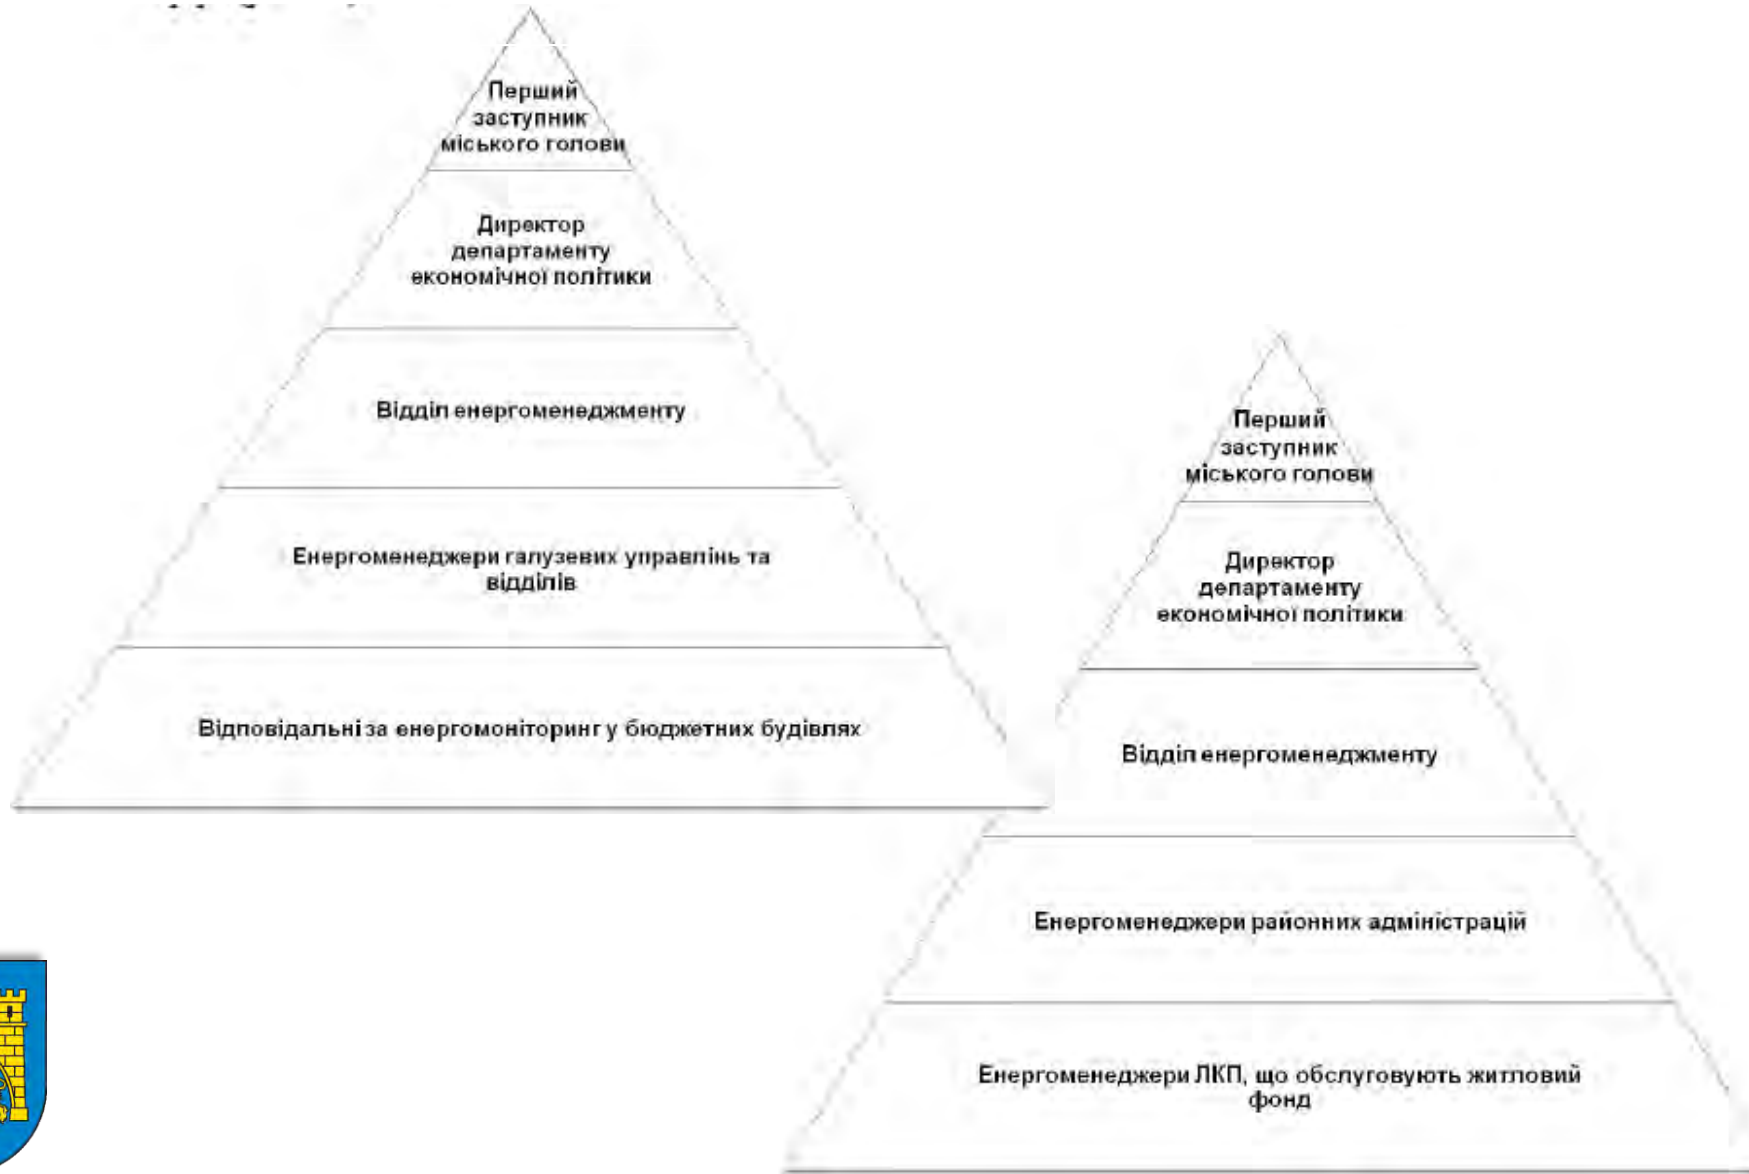 Перший
заступник
міського голови
Директор
департаменту
економічної політики
Відділ енергоменеджменту
Енергоменеджери галузевих управлінь та
відділів
Відповідальні за енергомоніторинг у бюджетних будівлях
Перший
заступник
міського голови
Директор
департаменту
економічної політики
Відділ енергоменеджменту
Енергоменеджери районних адміністрацій
Енергоменеджери ЛКП, що обслуговують житловий
фонд